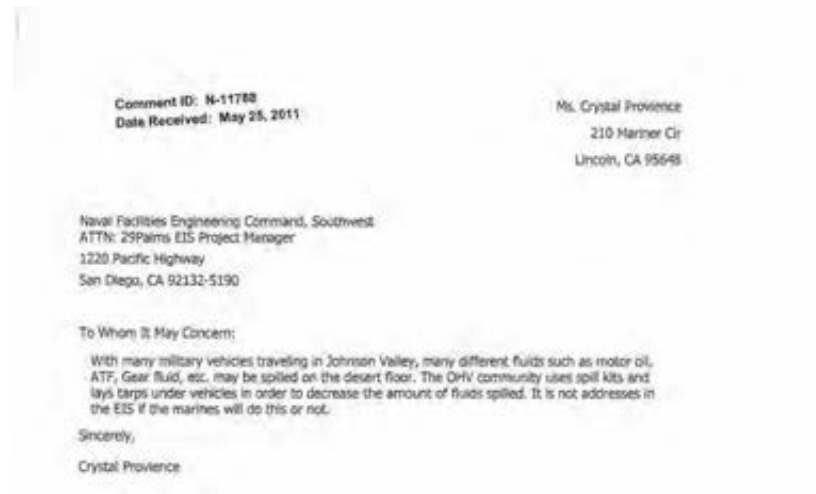 Comment ID: N-11788
Date Received: May 25, 2011
Ms. Crystal Provience
210 Mariner Cir
Lincoln, CA 95648
Naval Facilities Engineering Command, Southwest
ATTN: 29Palms EIS Project Manager
1220 Pacific Highway
San Diego, CA 92132-5190
To Whom It May Concern:
With many military vehicles traveling in Johnson Valley, many different fluids such as motor oil,
ATF, Gear fluid, etc. may be spilled on the desert floor. The OHV community uses spill kits and
lays tarps under vehicles in order to decrease the amount of fluids spilled. It is not addresses in
the EIS if the marines will do this or not.
Sincerely,
Crystal Provience